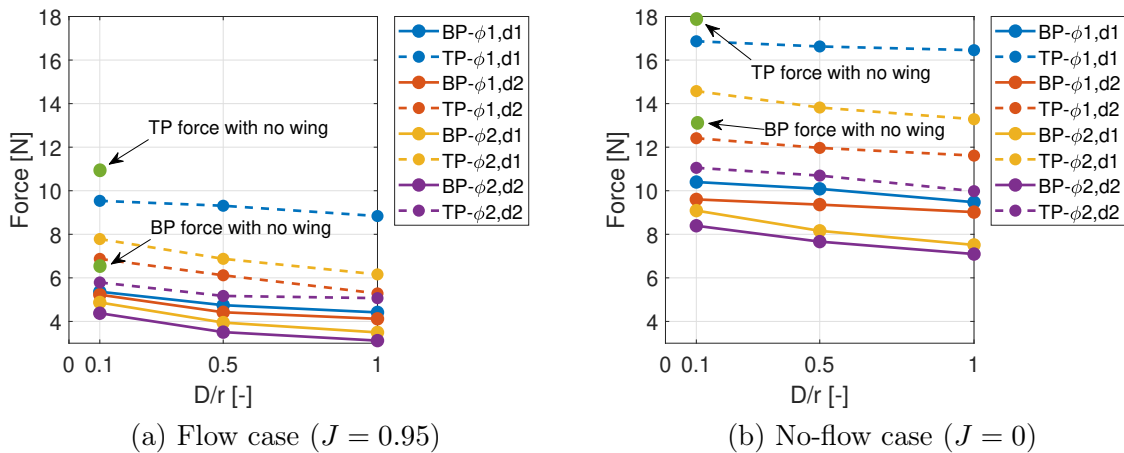 18
16
14
12
10
8
6
4
Force [N]
TP force with no wing
BP force with no wing
0 0.1 0.5 1
D/r [-]
BP-ϕ1,d1
TP-ϕ1,d1
BP-ϕ1,d2
TP-ϕ1,d2
BP-ϕ2,d1
TP-ϕ2,d1
BP-ϕ2,d2
TP-ϕ2,d2
(a) Flow case (J = 0.95)
18
16
14
12
10
8
6
4
Force [N]
TP force with no wing
BP force with no wing
0 0.1 0.5 1
D/r [-]
BP-ϕ1,d1
TP-ϕ1,d1
BP-ϕ1,d2
TP-ϕ1,d2
BP-ϕ2,d1
TP-ϕ2,d1
BP-ϕ2,d2
TP-ϕ2,d2
(b) No-flow case (J = 0)